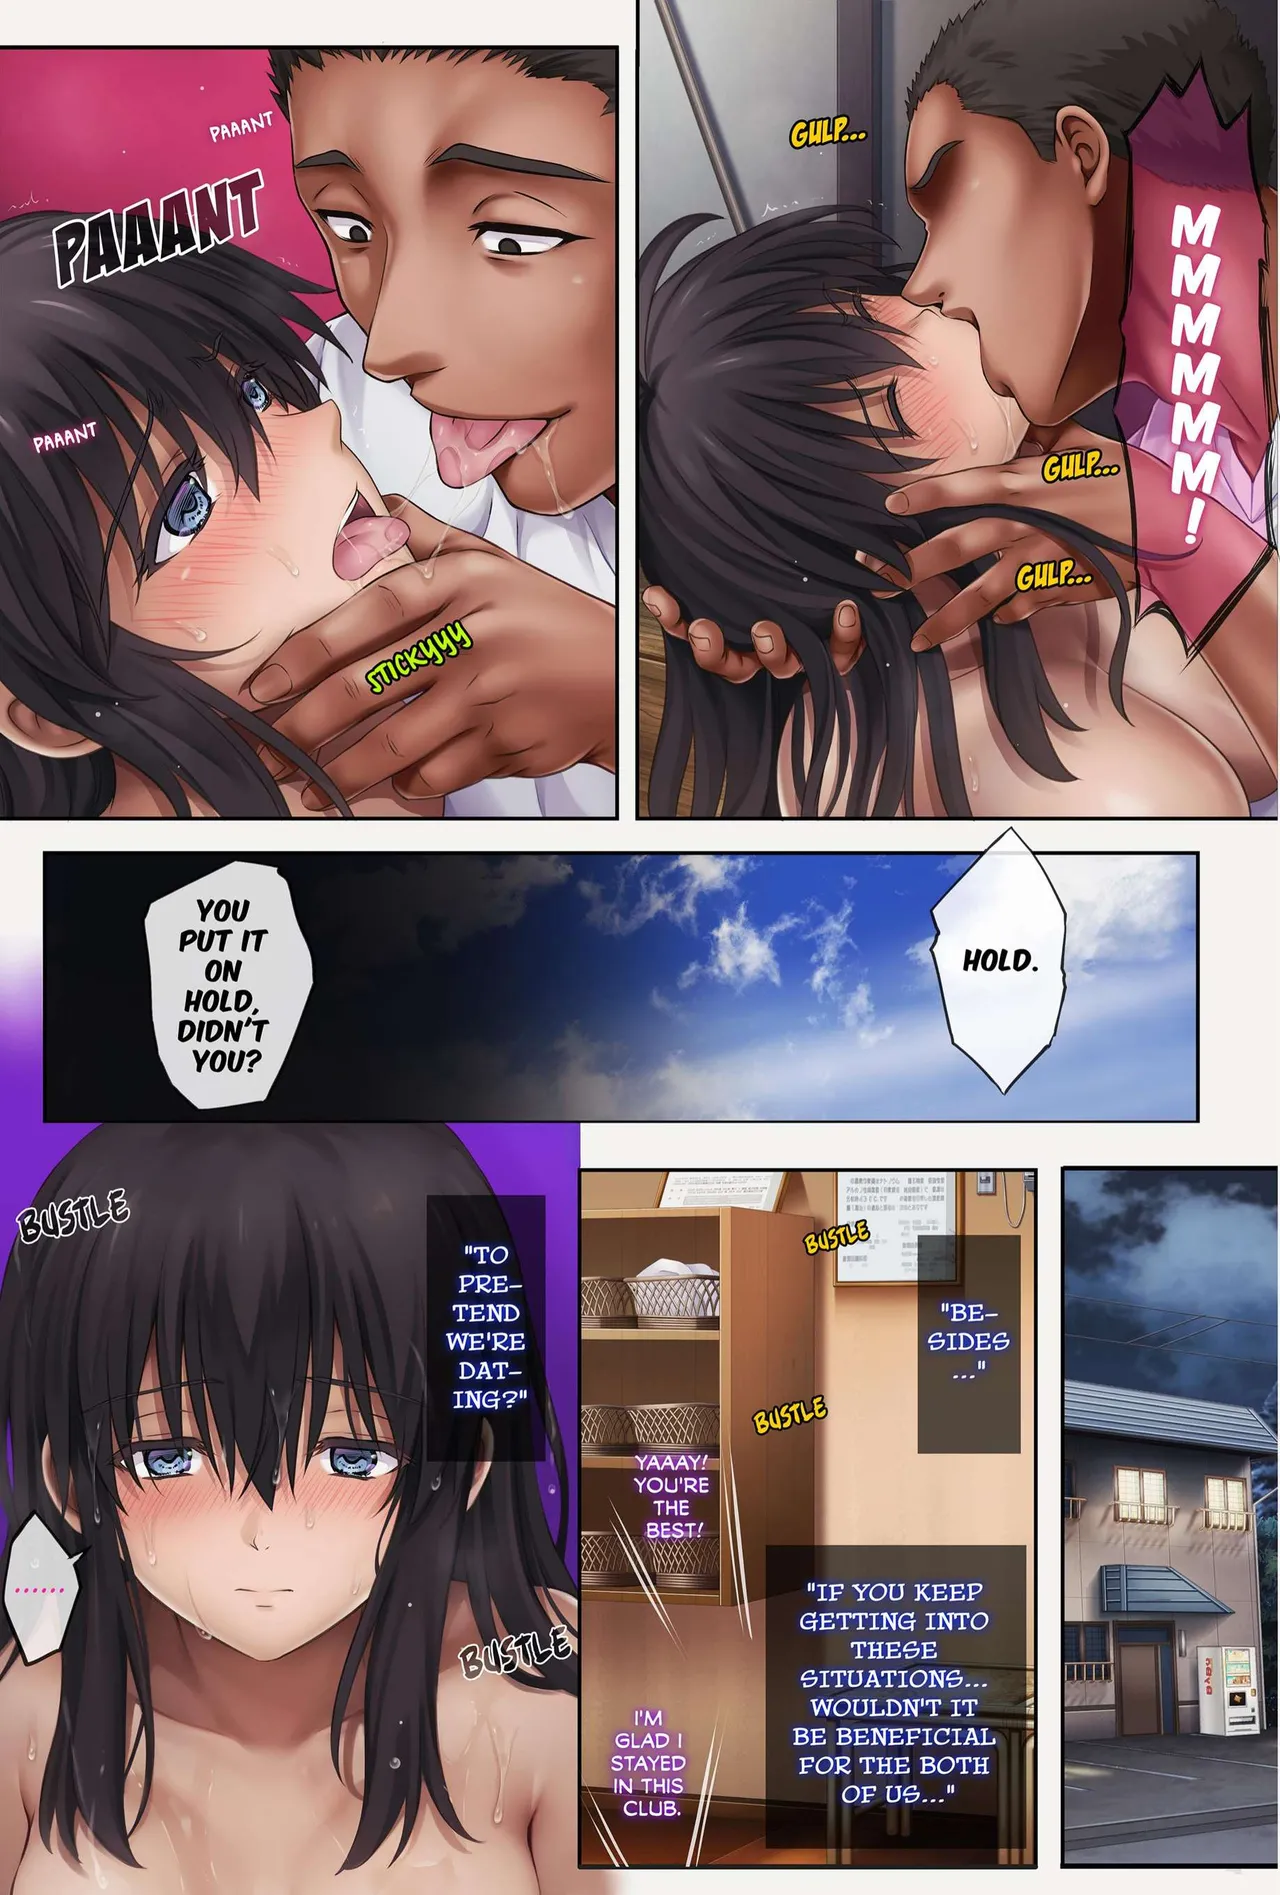 MMMMMMM!
GULP...
GULP...
GULP...
PAAANT
PAAANT
PAAANT
STICKYYY
HOLD.
YOU
PUT IT
ON
HOLD,
DIDN'T
YOU?
"BE-
SIDES
..."
BUSTLE
BUSTLE
"IF YOU KEEP
GETTING INTO
THESE
SITUATIONS...
WOULDN'T IT
BE BENEFICIAL
FOR THE BOTH
OF US..."
YAAAY!
YOU'RE
THE
BEST!
I'M
GLAD I
STAYED
IN THIS
CLUB.
"TO
PRE-
TEND
WE'RE
DAT-
ING?"
BUSTLE
......
BUSTLE